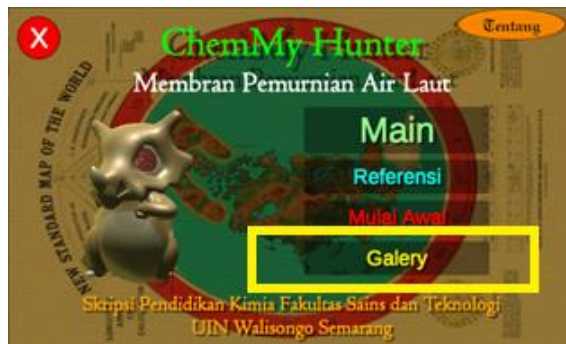 X
Tentang
ChemMy Hunter
Membran Pemurnian Air Laut
NEW STANDARD MAP OF THE WORLD
Main
Referensi
Mulai Awal
Galery
Skripsi Pendidikan Kimia Fakultas Sains dan Teknologi
UIN Walisongo Semarang